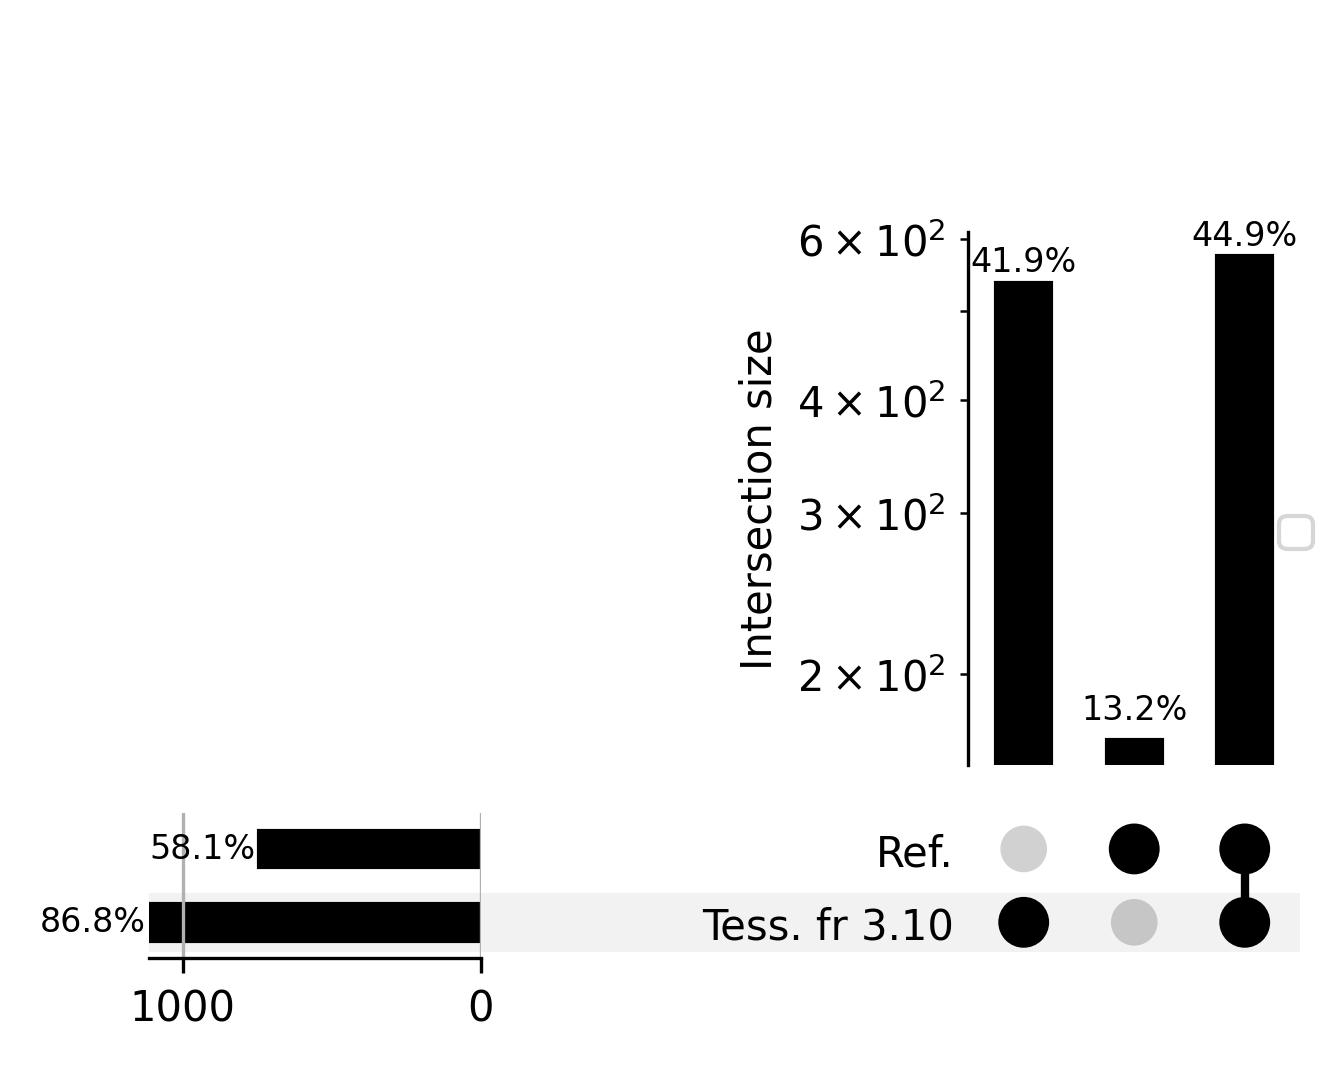 6 × 10²
44.9%
41.9%
Intersection size
4 × 10²
3 × 10²
2 × 10²
13.2%
58.1%
Ref.
86.8%
Tess. fr 3.10
1000
0